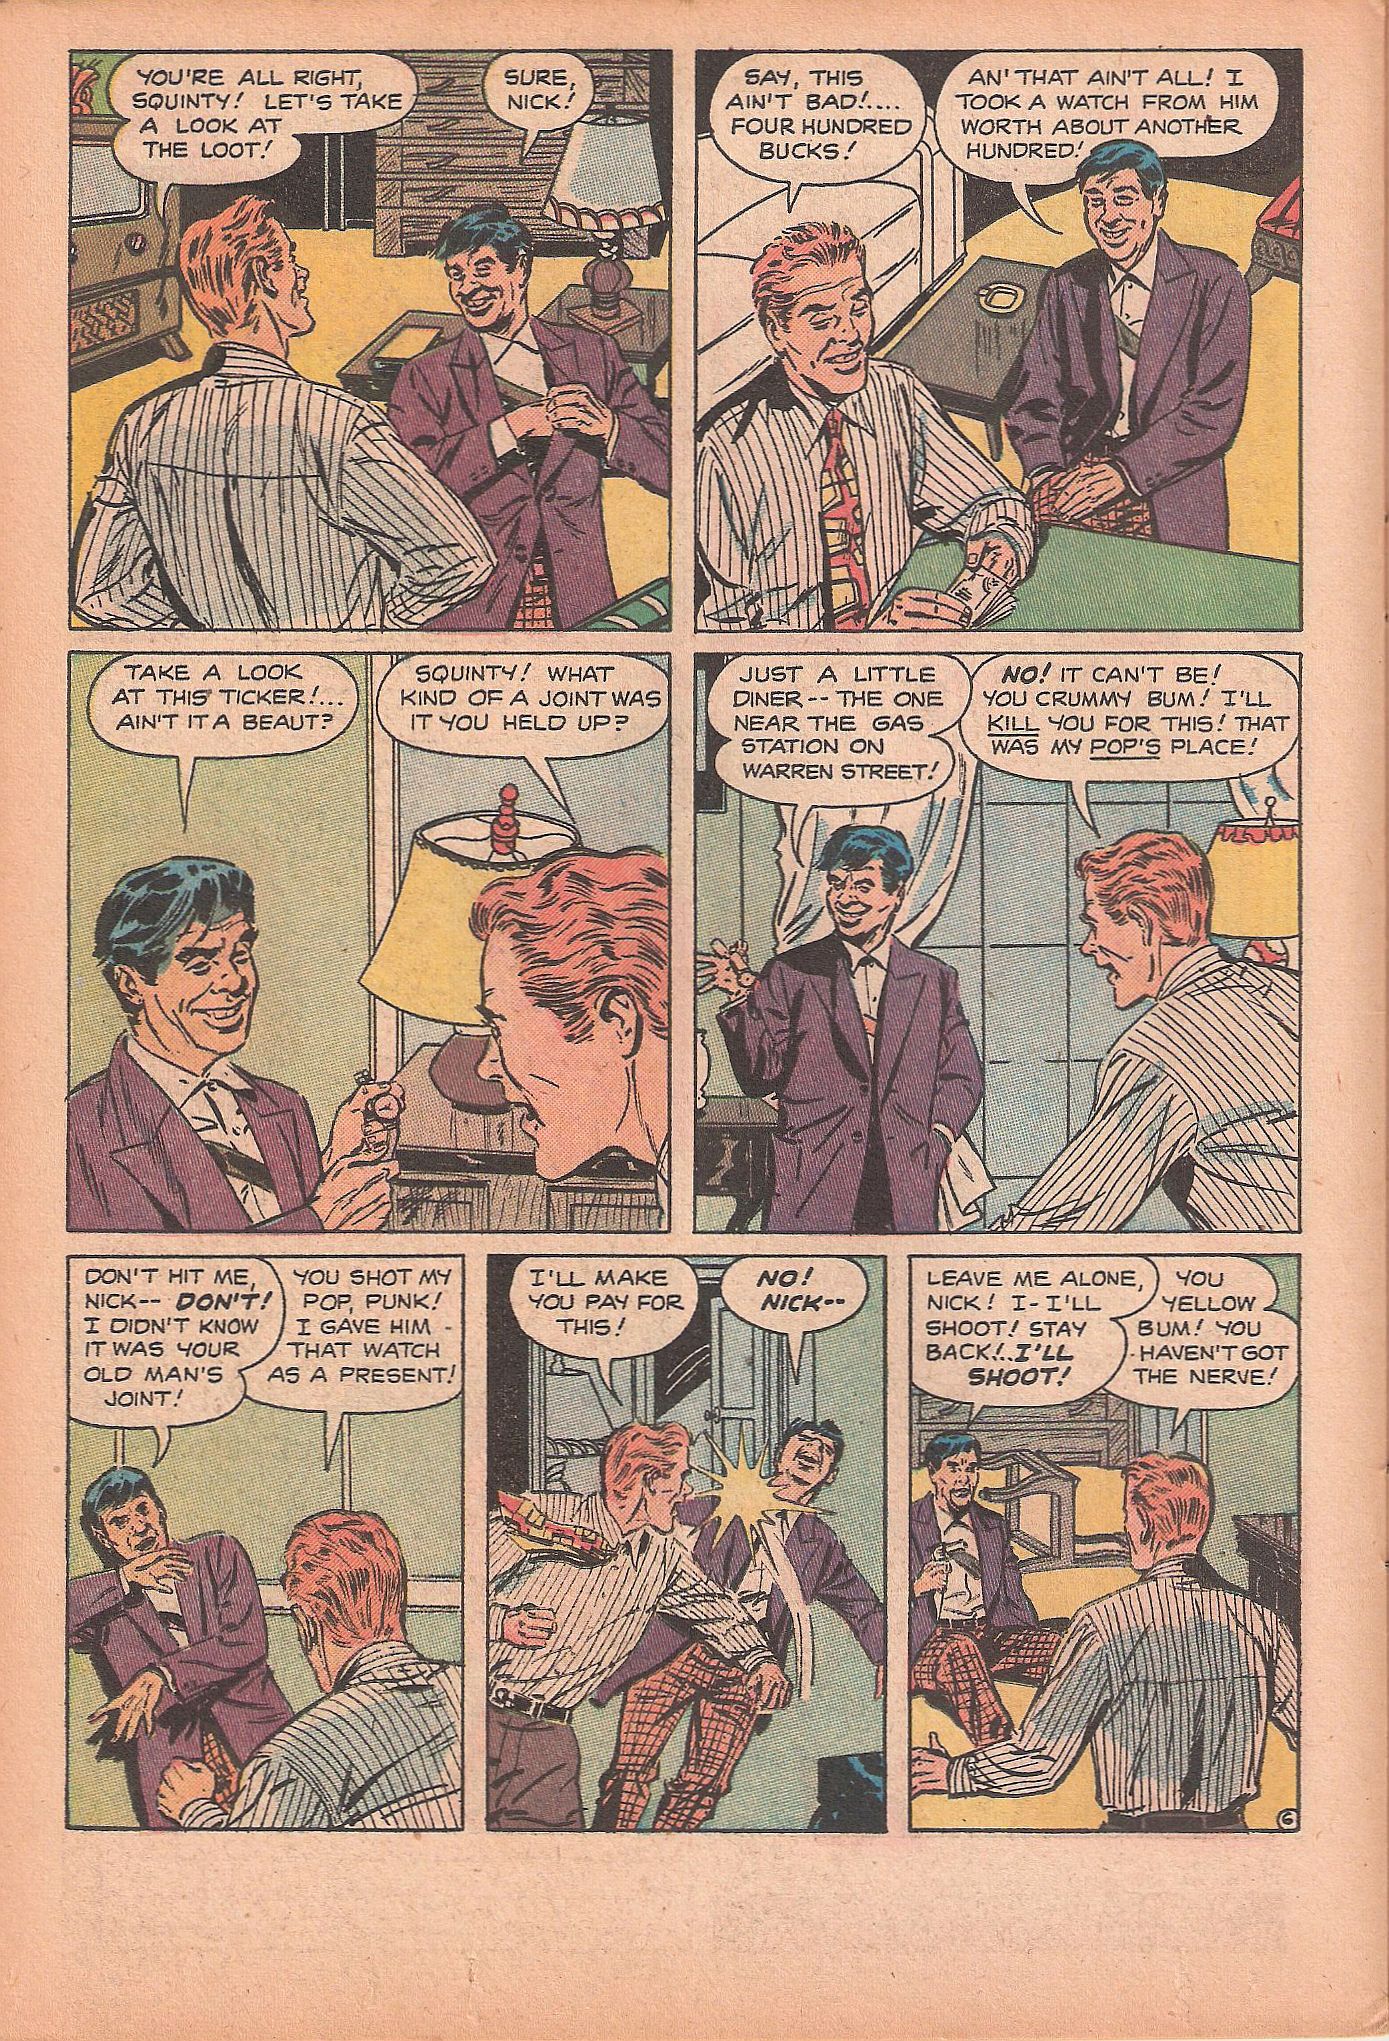 YOU'RE ALL RIGHT,
SQUINTY! LET'S TAKE
A LOOK AT
THE LOOT!
SURE,
NICK!
SAY, THIS
AIN'T BAD!....
FOUR HUNDRED
BUCKS!
AN' THAT AIN'T ALL! I
TOOK A WATCH FROM HIM
WORTH ABOUT ANOTHER
HUNDRED!
TAKE A LOOK
AT THIS TICKER!...
AIN'T IT A BEAUT?
SQUINTY! WHAT
KIND OF A JOINT WAS
IT YOU HELD UP?
JUST A LITTLE
DINER-- THE ONE
NEAR THE GAS
STATION ON
WARREN STREET!
NO! IT CAN'T BE!
YOU CRUMMY BUM! I'LL
KILL YOU FOR THIS! THAT
WAS MY POP'S PLACE!
DON'T HIT ME,
NICK-- DON'T!
I DIDN'T KNOW
IT WAS YOUR
OLD MAN'S
JOINT!
YOU SHOT MY
POP, PUNK!
I GAVE HIM -
THAT WATCH
AS A PRESENT!
I'LL MAKE
YOU PAY FOR
THIS!
NO!
NICK--
LEAVE ME ALONE,
NICK! I-I'LL
SHOOT! STAY
BACK!..I'LL
SHOOT!
YOU
YELLOW
BUM! YOU
HAVEN'T GOT
THE NERVE!
6